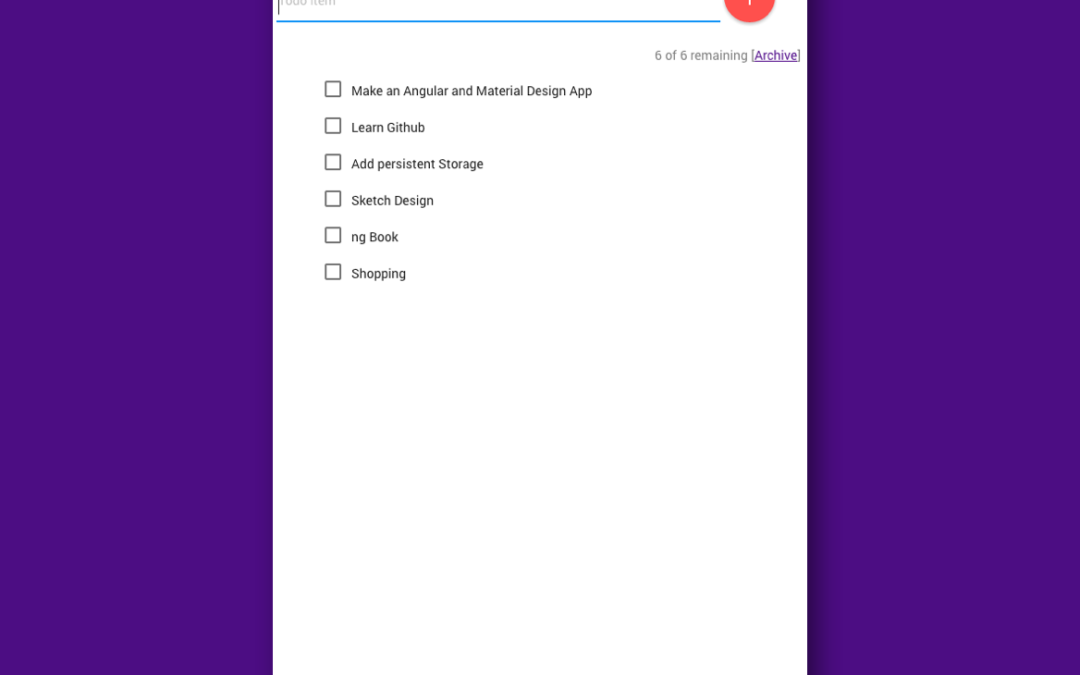 Todo item
6 of 6 remaining [Archive]
Make an Angular and Material Design App
Learn Github
Add persistent Storage
Sketch Design
ng Book
Shopping